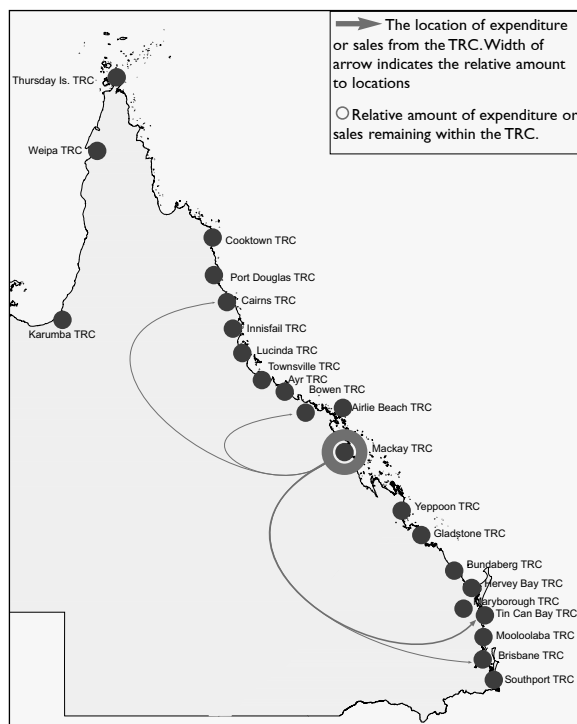 The location of expenditure
or sales from the TRC. Width of
arrow indicates the relative amount
to locations
Relative amount of expenditure or
sales remaining within the TRC.
Thursday Is. TRC
Weipa TRC
Cooktown TRC
Port Douglas TRC
Cairns TRC
Karumba TRC
Innisfail TRC
Lucinda TRC
Townsville TRC
Ayr TRC
Bowen TRC
Airlie Beach TRC
Mackay TRC
Yeppoon TRC
Gladstone TRC
Bundaberg TRC
Hervey Bay TRC
Maryborough TRC
Tin Can Bay TRC
Mooloolaba TRC
Brisbane TRC
Southport TRC